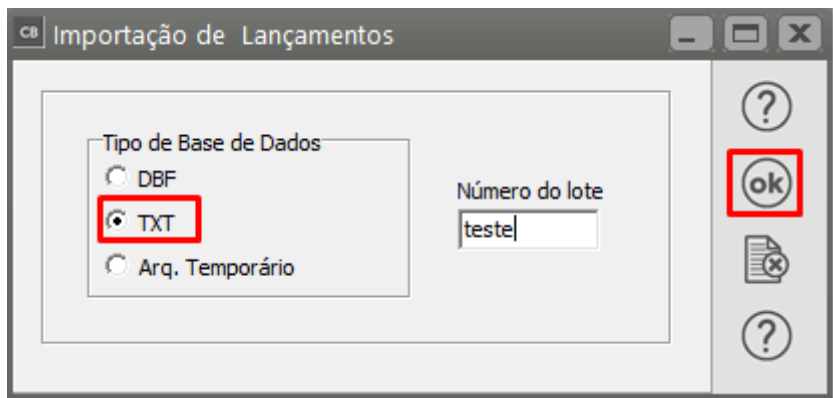 CB Importação de Lançamentos
Tipo de Base de Dados
DBF
TXT
Arq. Temporário
Número do lote
teste
?
ok
?